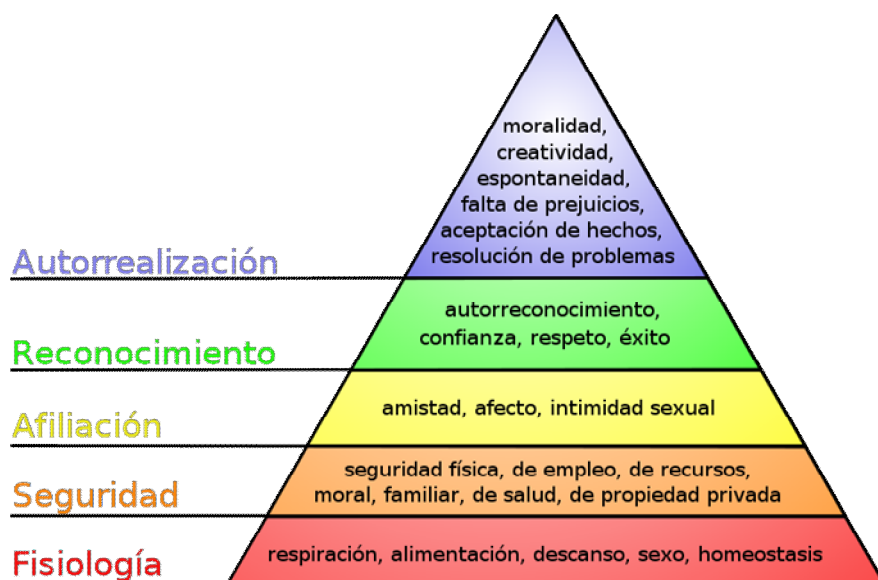 moralidad,
creatividad,
espontaneidad,
falta de prejuicios,
aceptación de hechos,
resolución de problemas
Autorrealización
autorreconocimiento,
confianza, respeto, éxito
Reconocimiento
amistad, afecto, intimidad sexual
Afiliación
seguridad física, de empleo, de recursos,
moral, familiar, de salud, de propiedad privada
Seguridad
respiración, alimentación, descanso, sexo, homeostasis
Fisiología